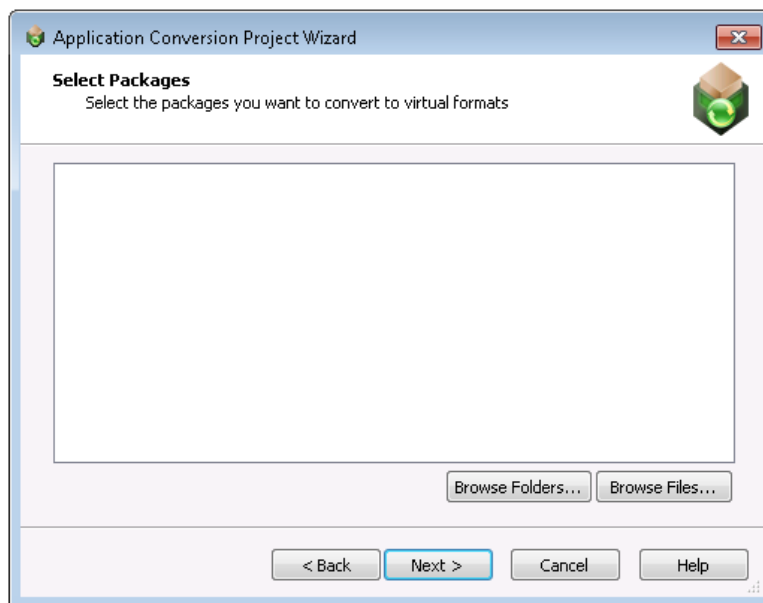 Application Conversion Project Wizard
Select Packages
Select the packages you want to convert to virtual formats
Browse Folders... Browse Files...
< Back Next > Cancel Help